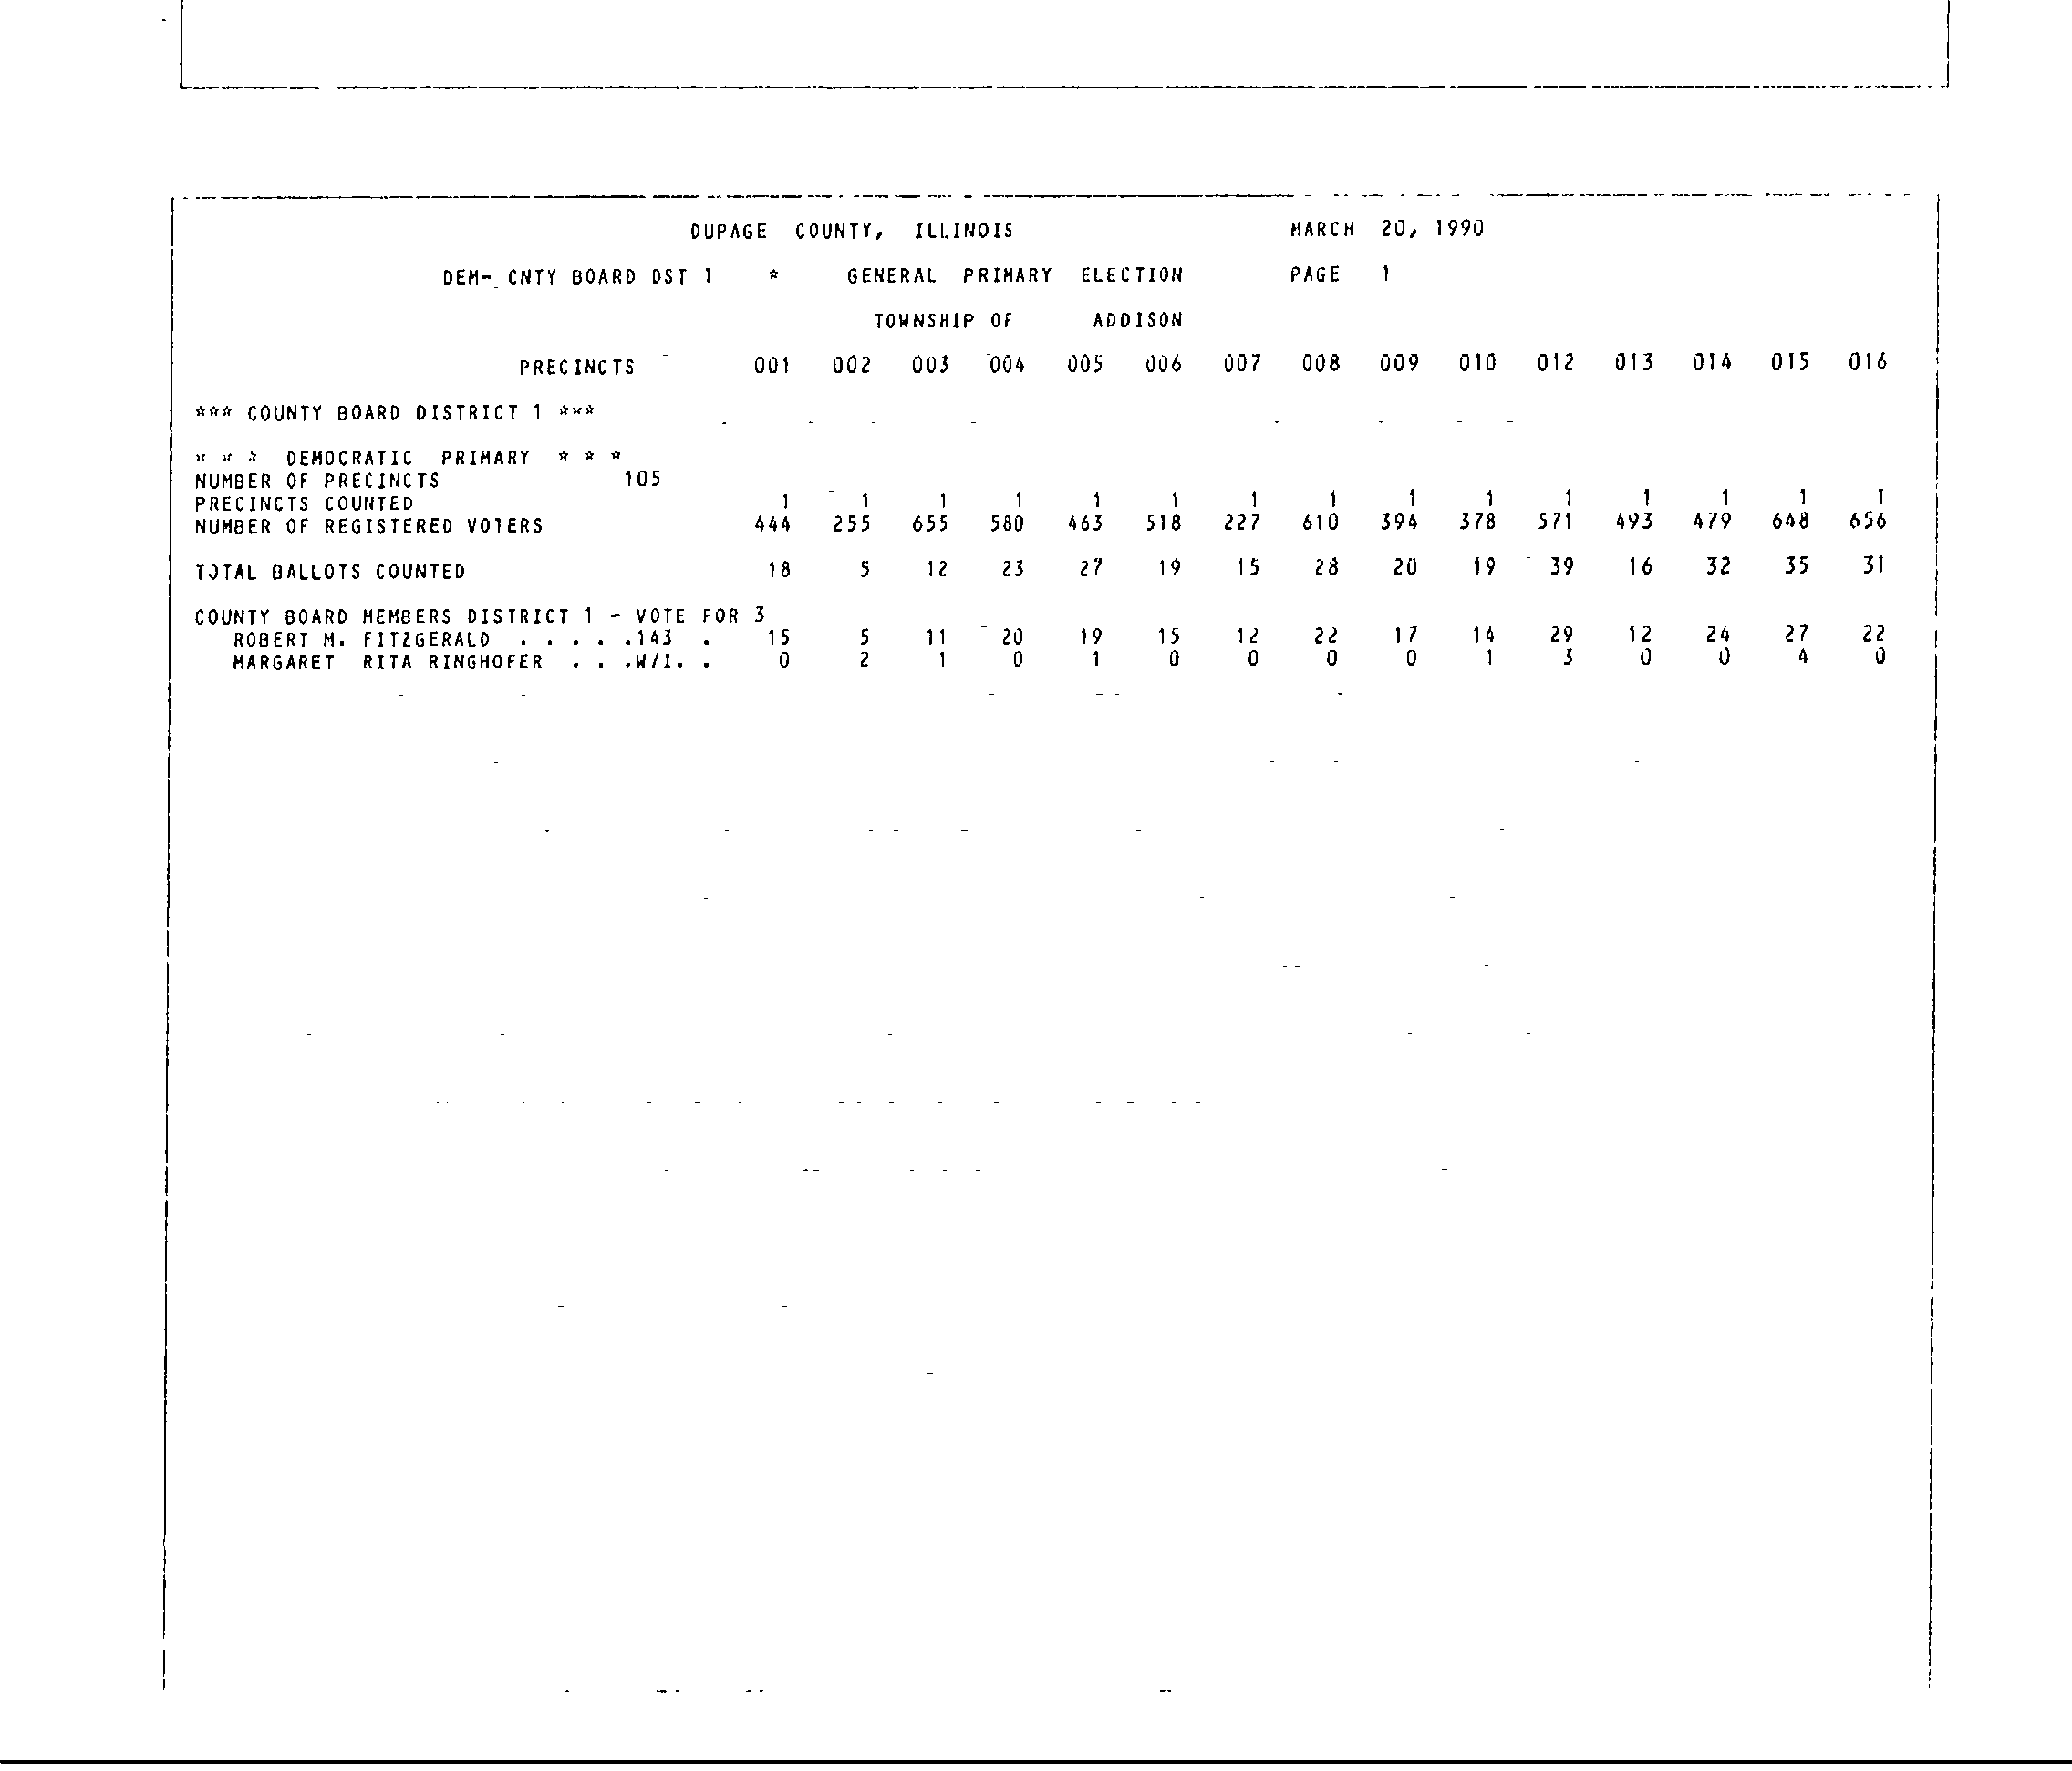 DUPAGE COUNTY, ILLINOIS MARCH 20, 1990
DEM- CNTY BOARD DST 1 * GENERAL PRIMARY ELECTION PAGE 1
TOWNSHIP OF ADDISON
PRECINCTS 001 002 003 004 005 006 007 008 009 010 012 013 014 015 016
*** COUNTY BOARD DISTRICT 1 ***
* * * DEMOCRATIC PRIMARY * * *
NUMBER OF PRECINCTS 105
PRECINCTS COUNTED 1 1 1 1 1 1 1 1 1 1 1 1 1 1 1
NUMBER OF REGISTERED VOTERS 444 255 655 580 463 518 227 610 394 378 571 493 479 648 656
TOTAL BALLOTS COUNTED 18 5 12 23 27 19 15 28 20 19 39 16 32 35 31
COUNTY BOARD MEMBERS DISTRICT 1 - VOTE FOR 3
ROBERT M. FITZGERALD . . . . .143 . 15 5 11 20 19 15 12 22 17 14 29 12 24 27 22
MARGARET RITA RINGHOFER . . .W/I. . 0 2 1 0 1 0 0 0 0 1 3 0 0 4 0